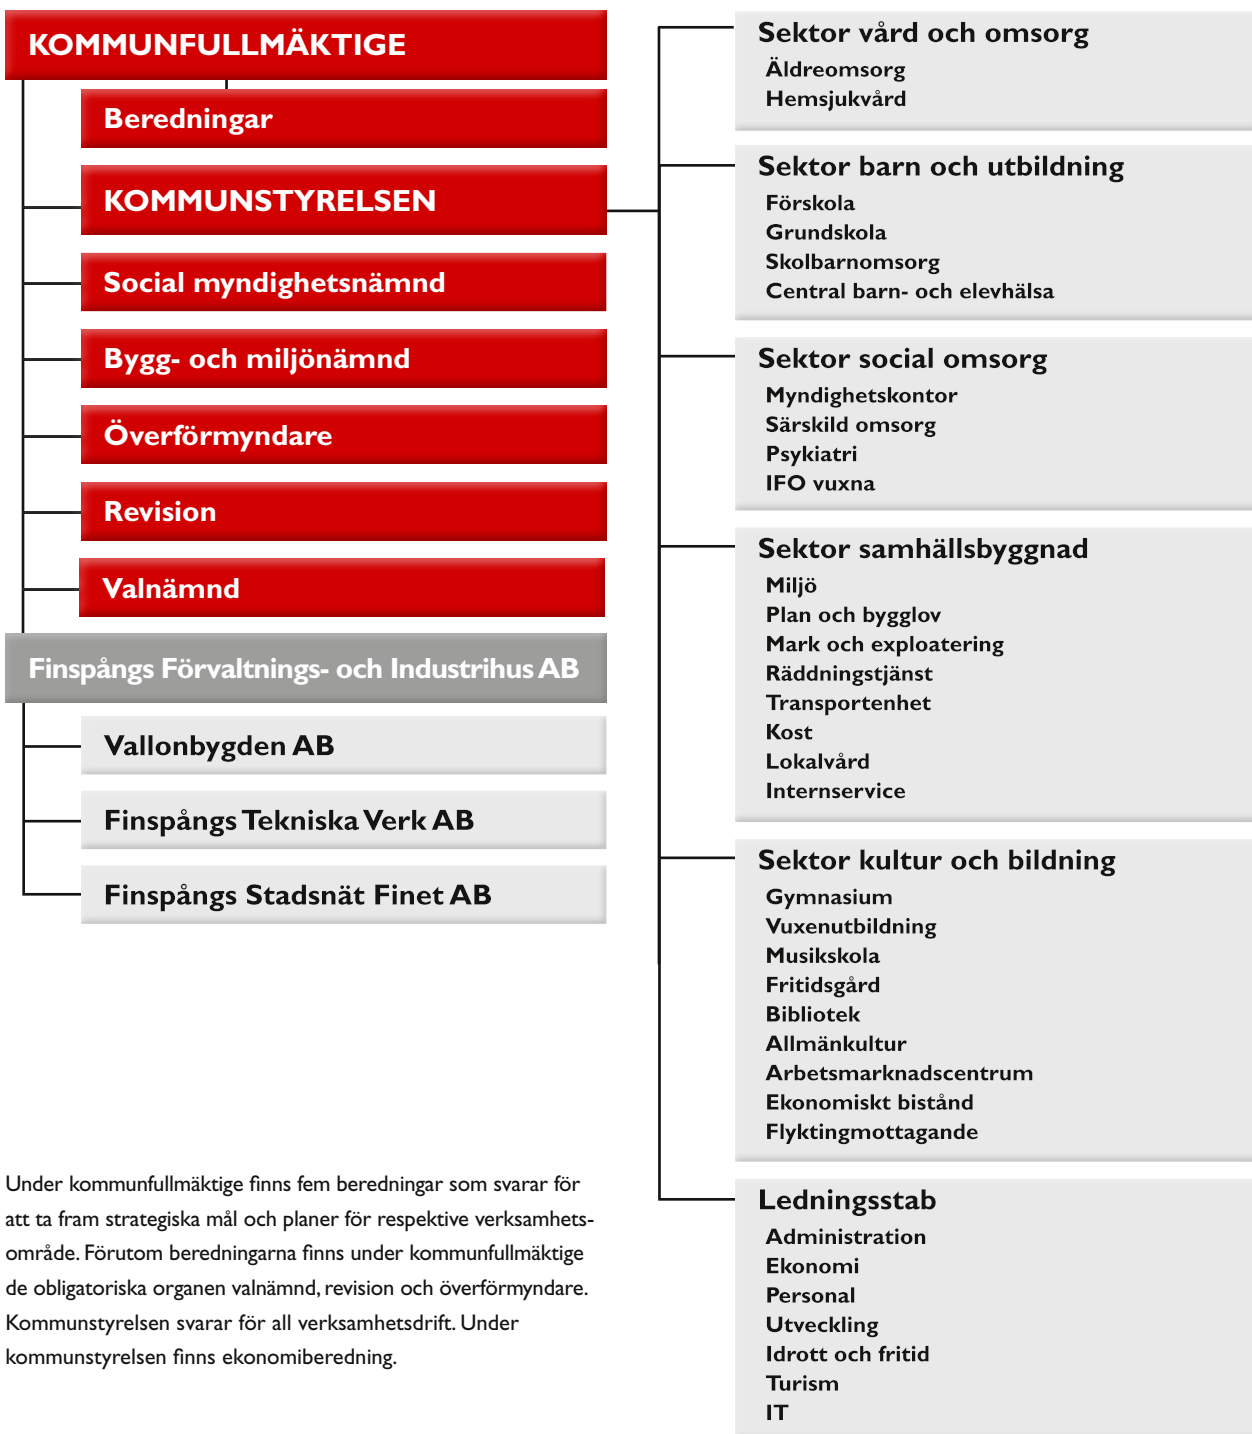 KOMMUNFULLMÄKTIGE
Beredningar
KOMMUNSTYRELSEN
Social myndighetsnämnd
Bygg- och miljönämnd
Överförmyndare
Revision
Valnämnd
Finspångs Förvaltnings- och Industrihus AB
Vallonbygden AB
Finspångs Tekniska Verk AB
Finspångs Stadsnät Finet AB
Under kommunfullmäktige finns fem beredningar som svarar för
att ta fram strategiska mål och planer för respektive verksamhets-
område. Förutom beredningarna finns under kommunfullmäktige
de obligatoriska organen valnämnd, revision och överförmyndare.
Kommunstyrelsen svarar för all verksamhetsdrift. Under
kommunstyrelsen finns ekonomiberedning.
Sektor vård och omsorg
Äldreomsorg
Hemsjukvård
Sektor barn och utbildning
Förskola
Grundskola
Skolbarnomsorg
Central barn- och elevhälsa
Sektor social omsorg
Myndighetskontor
Särskild omsorg
Psykiatri
IFO vuxna
Sektor samhällsbyggnad
Miljö
Plan och bygglov
Mark och exploatering
Räddningstjänst
Transportenhet
Kost
Lokalvård
Internservice
Sektor kultur och bildning
Gymnasium
Vuxenutbildning
Musikskola
Fritidsgård
Bibliotek
Allmänkultur
Arbetsmarknadscentrum
Ekonomiskt bistånd
Flyktingmottagande
Ledningsstab
Administration
Ekonomi
Personal
Utveckling
Idrott och fritid
Turism
IT